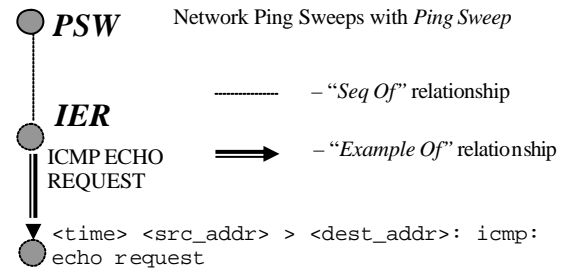 PSW
Network Ping Sweeps with Ping Sweep
– “Seq Of” relationship
IER
ICMP ECHO
REQUEST
– “Example Of” relationship
<time> <src_addr> > <dest_addr>: icmp:
echo request